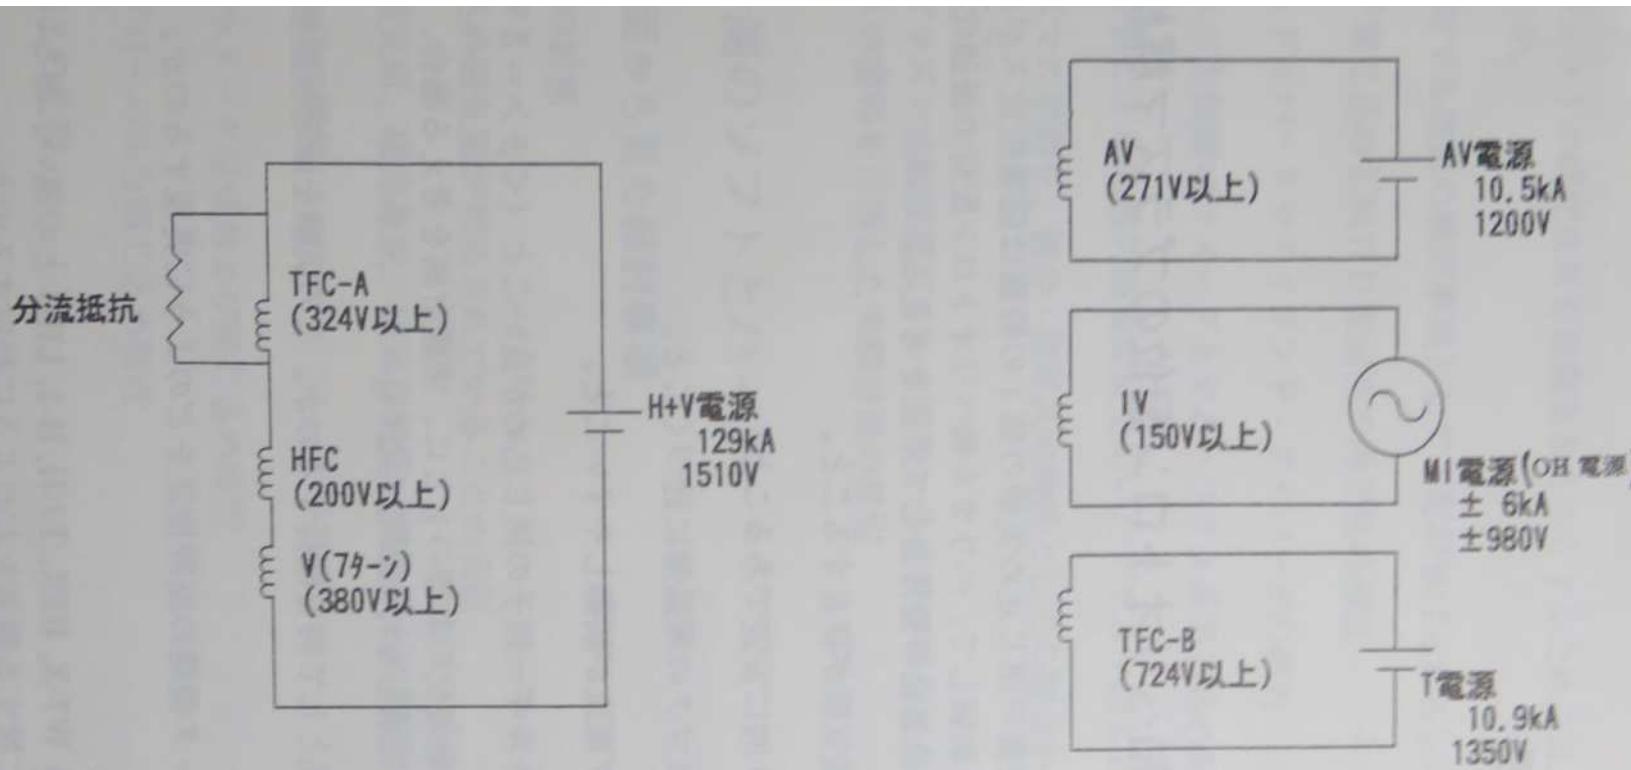 分流抵抗
TFC-A
(324V以上)
HFC
(200V以上)
V(7ターン)
(380V以上)
H+V電源
129kA
1510V
AV
(271V以上)
AV電源
10.5kA
1200V
IV
(150V以上)
MI電源(OH 電源)
± 6kA
±980V
TFC-B
(724V以上)
T電源
10.9kA
1350V